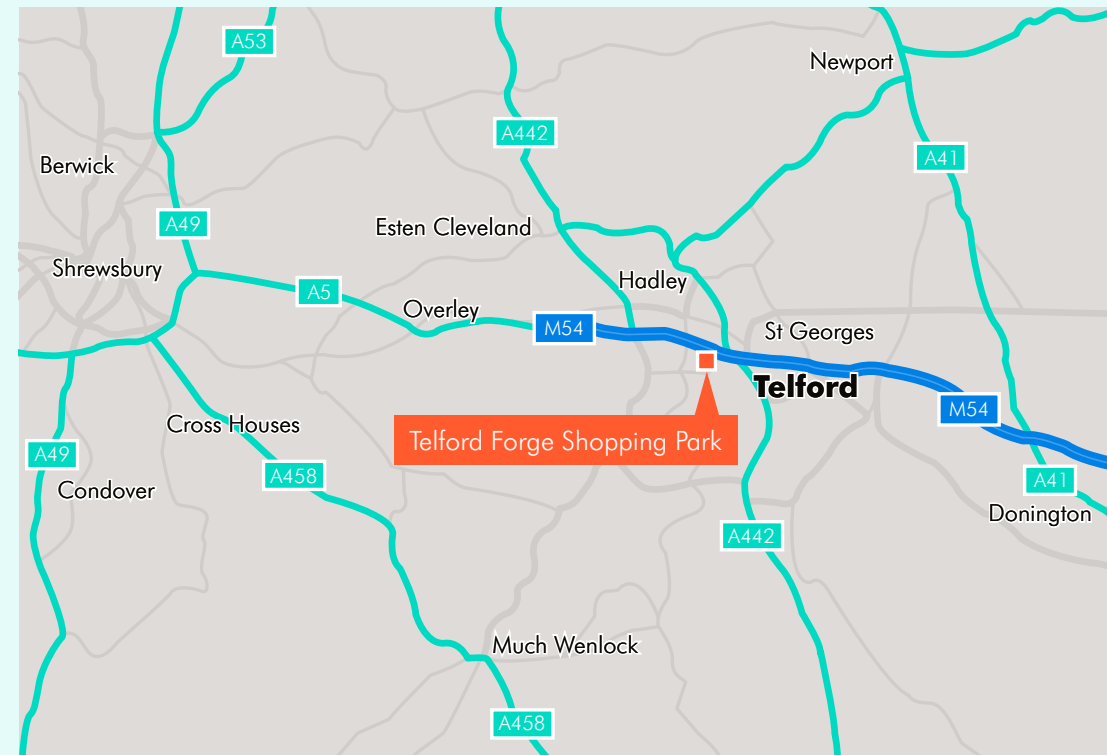 A53
Newport
A442
A41
Berwick
A49
Esten Cleveland
Shrewsbury
Hadley
A5
Overley
M54
St Georges
Telford
M54
Cross Houses
Telford Forge Shopping Park
A49
A458
A41
Condover
Donington
A442
Much Wenlock
A458